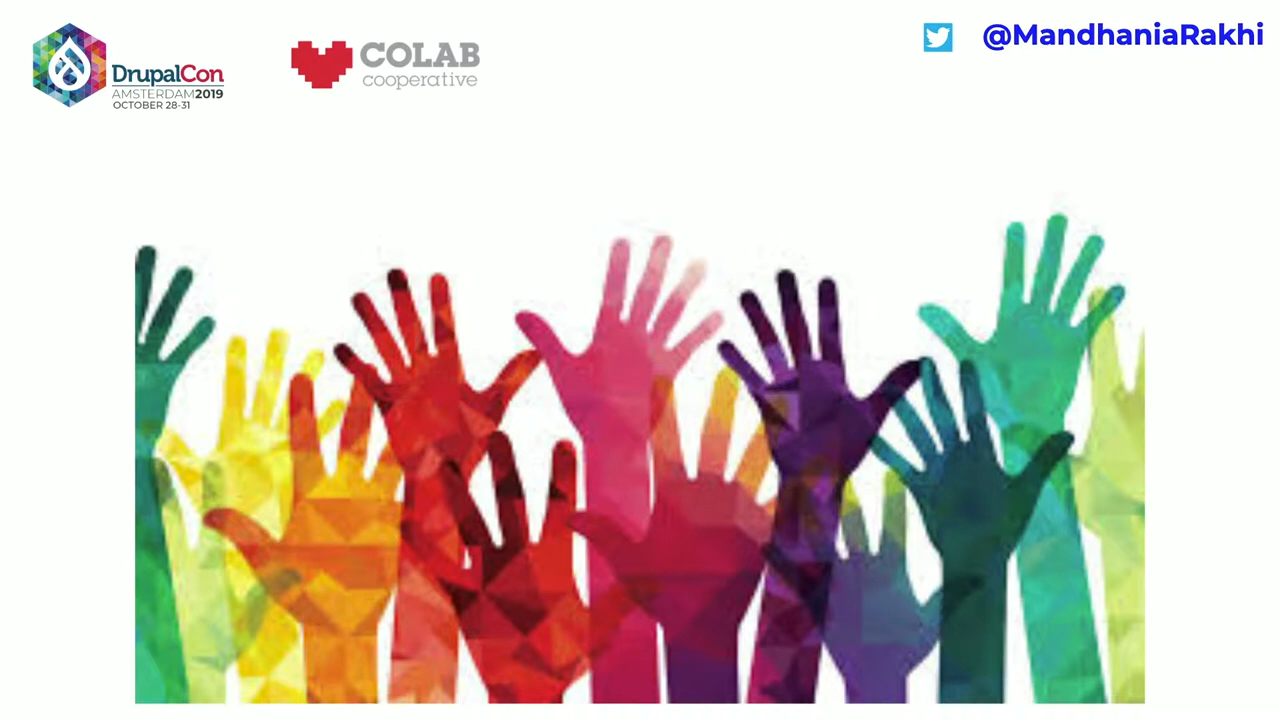 DrupalCon
AMSTERDAM2019
OCTOBER 28-31
COLAB
cooperative
@MandhaniaRakhi